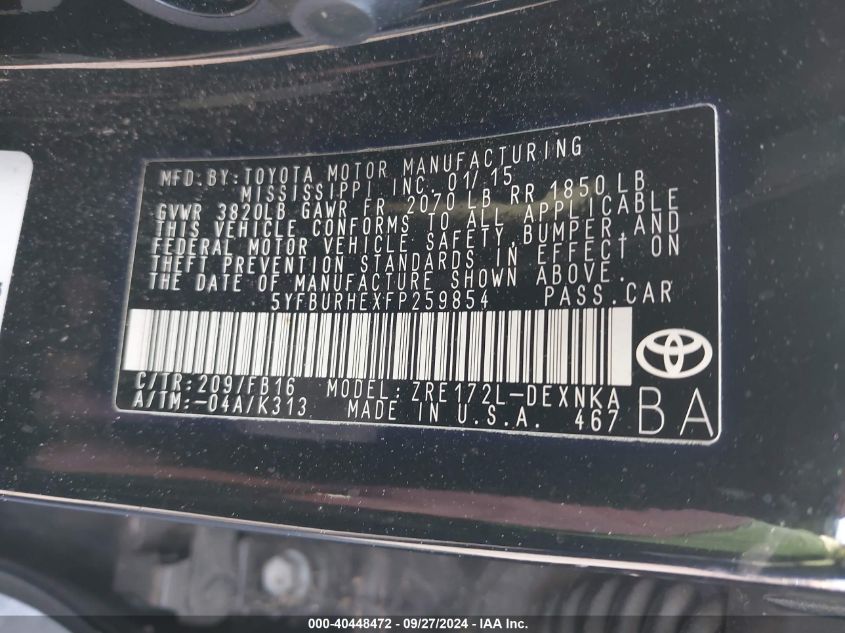 MFD. BY: TOYOTA MOTOR MANUFACTURING
MISSISSIPPI INC. 01/15
GVWR 3820LB GAWR FR 2070 LB RR 1850 LB
THIS VEHICLE CONFORMS TO ALL APPLICABLE
FEDERAL MOTOR VEHICLE SAFETY, BUMPER, AND
THEFT PREVENTION STANDARDS IN EFFECT ON
THE DATE OF MANUFACTURE SHOWN ABOVE.
5YFBURHEXFP259854 PASS. CAR
C/TR: 209/FB16 MODEL: ZRE172L-DEXNKA
A/TM: -04A/K313 MADE IN U.S.A. 467 BA
000-40448472 / 09/27/2024 - IAA Inc.